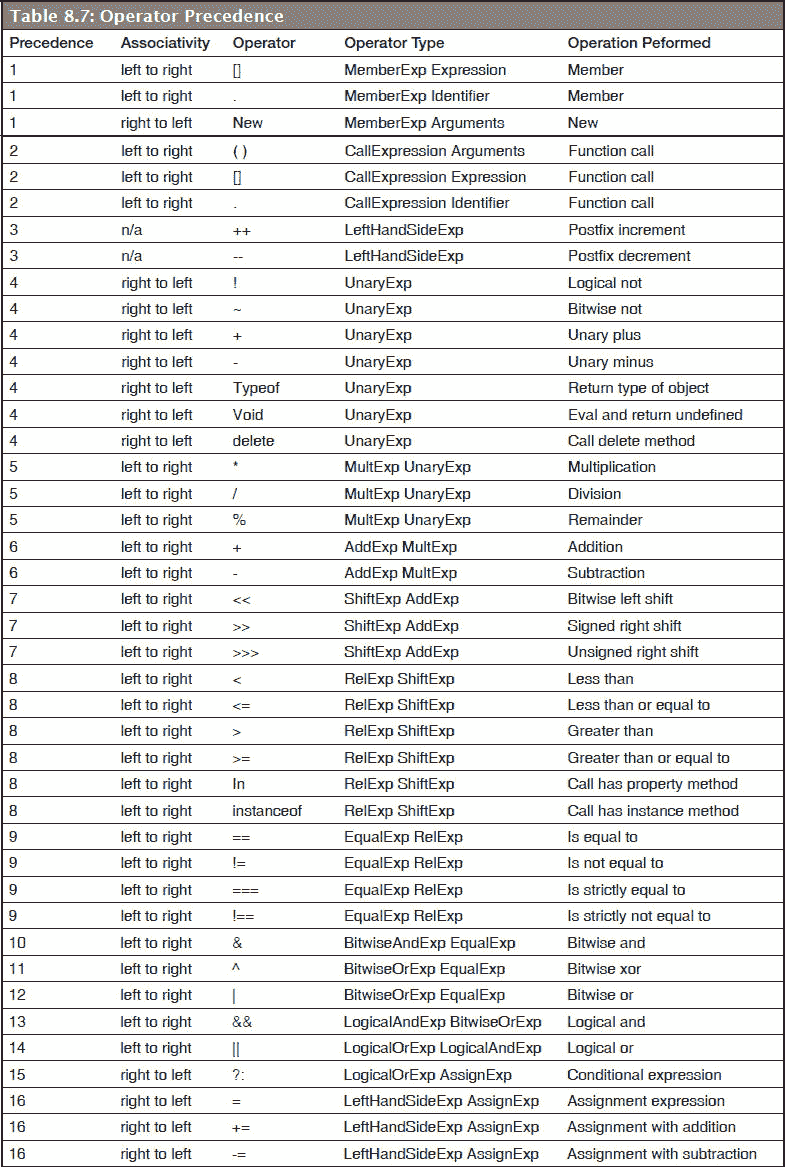 Table 8.7: Operator Precedence
Precedence Associativity Operator Operator Type Operation Peformed
1 left to right [] MemberExp Expression Member
1 left to right . MemberExp Identifier Member
1 right to left New MemberExp Arguments New
2 left to right ( ) CallExpression Arguments Function call
2 left to right [] CallExpression Expression Function call
2 left to right . CallExpression Identifier Function call
3 n/a ++ LeftHandSideExp Postfix increment
3 n/a -- LeftHandSideExp Postfix decrement
4 right to left ! UnaryExp Logical not
4 right to left ~ UnaryExp Bitwise not
4 right to left + UnaryExp Unary plus
4 right to left - UnaryExp Unary minus
4 right to left Typeof UnaryExp Return type of object
4 right to left Void UnaryExp Eval and return undefined
4 right to left delete UnaryExp Call delete method
5 left to right * MultExp UnaryExp Multiplication
5 left to right / MultExp UnaryExp Division
5 left to right % MultExp UnaryExp Remainder
6 left to right + AddExp MultExp Addition
6 left to right - AddExp MultExp Subtraction
7 left to right << ShiftExp AddExp Bitwise left shift
7 left to right >> ShiftExp AddExp Signed right shift
7 left to right >>> ShiftExp AddExp Unsigned right shift
8 left to right < RelExp ShiftExp Less than
8 left to right <= RelExp ShiftExp Less than or equal to
8 left to right > RelExp ShiftExp Greater than
8 left to right >= RelExp ShiftExp Greater than or equal to
8 left to right In RelExp ShiftExp Call has property method
8 left to right instanceof RelExp ShiftExp Call has instance method
9 left to right == EqualExp RelExp Is equal to
9 left to right != EqualExp RelExp Is not equal to
9 left to right === EqualExp RelExp Is strictly equal to
9 left to right !== EqualExp RelExp Is strictly not equal to
10 left to right & BitwiseAndExp EqualExp Bitwise and
11 left to right ^ BitwiseOrExp EqualExp Bitwise xor
12 left to right | BitwiseOrExp EqualExp Bitwise or
13 left to right && LogicalAndExp BitwiseOrExp Logical and
14 left to right || LogicalOrExp LogicalAndExp Logical or
15 right to left ?: LogicalOrExp AssignExp Conditional expression
16 right to left = LeftHandSideExp AssignExp Assignment expression
16 right to left += LeftHandSideExp AssignExp Assignment with addition
16 right to left -= LeftHandSideExp AssignExp Assignment with subtraction